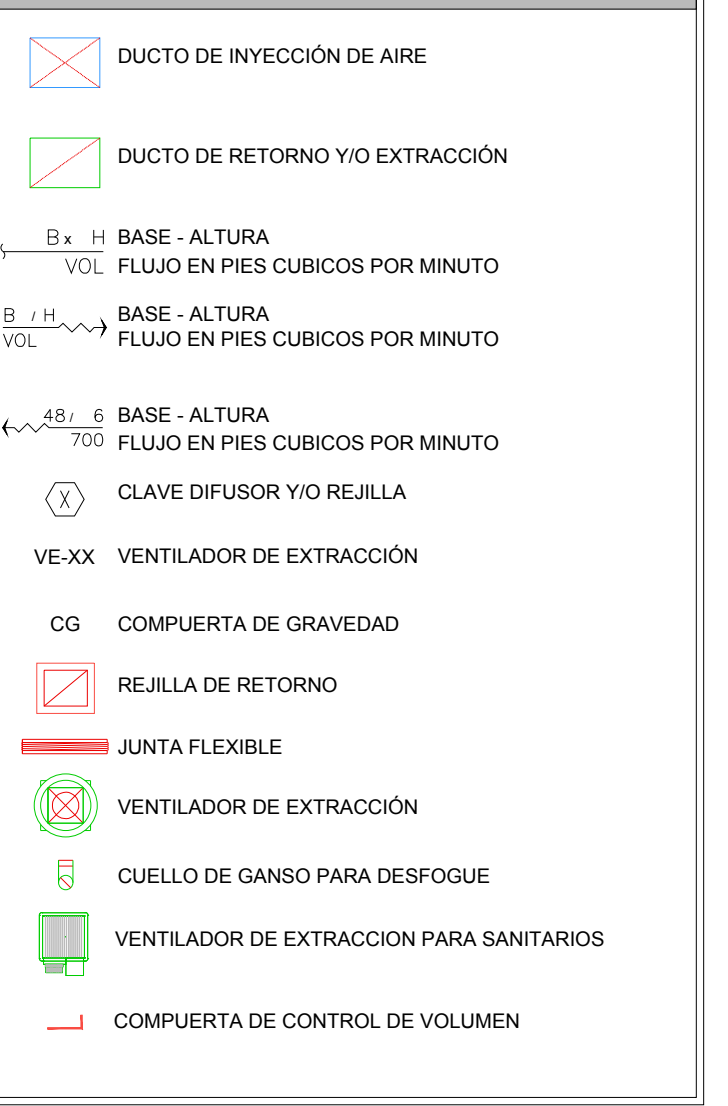 DUCTO DE INYECCIÓN DE AIRE
DUCTO DE RETORNO Y/O EXTRACCIÓN
B x H BASE - ALTURA
VOL FLUJO EN PIES CUBICOS POR MINUTO
B / H BASE - ALTURA
VOL FLUJO EN PIES CUBICOS POR MINUTO
48/ 6 BASE - ALTURA
700 FLUJO EN PIES CUBICOS POR MINUTO
X CLAVE DIFUSOR Y/O REJILLA
VE-XX VENTILADOR DE EXTRACCIÓN
CG COMPUERTA DE GRAVEDAD
REJILLA DE RETORNO
JUNTA FLEXIBLE
VENTILADOR DE EXTRACCIÓN
CUELLO DE GANSO PARA DESFOGUE
VENTILADOR DE EXTRACCION PARA SANITARIOS
COMPUERTA DE CONTROL DE VOLUMEN